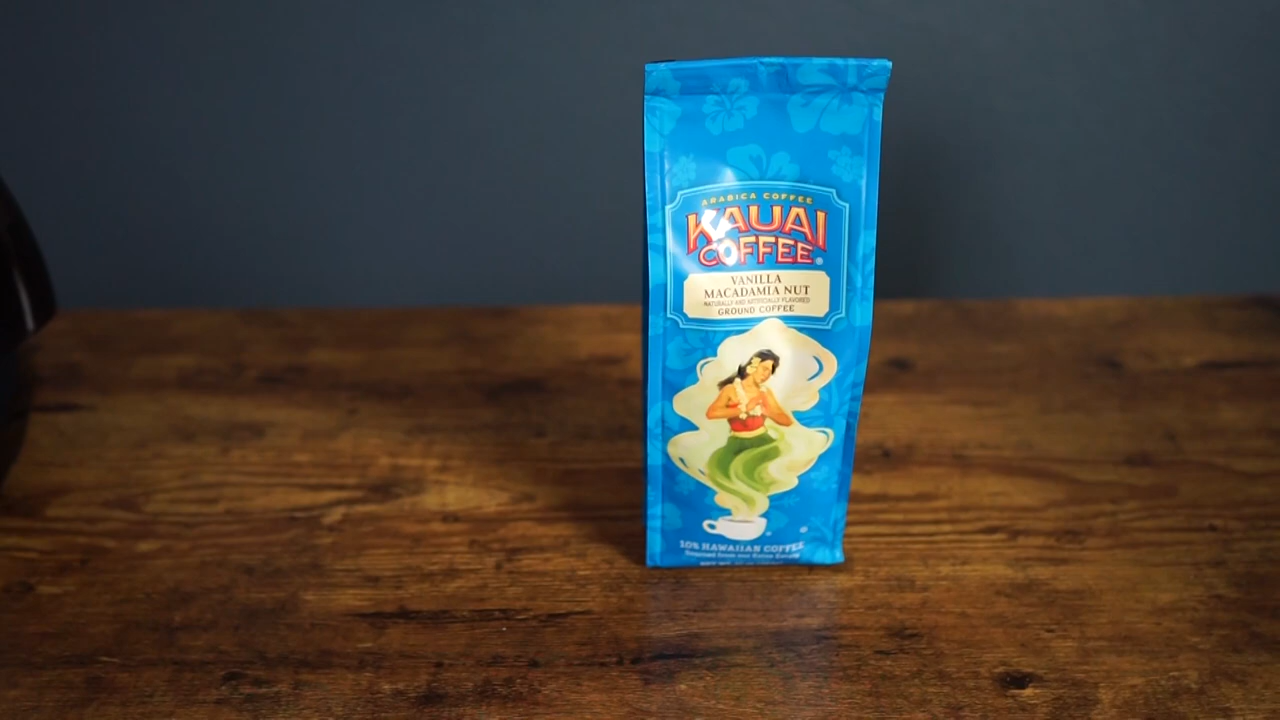 ARABICA COFFEE
KAUAI
COFFEE®
VANILLA
MACADAMIA NUT
NATURALLY AND ARTIFICIALLY FLAVORED
GROUND COFFEE
10% HAWAIIAN COFFEE